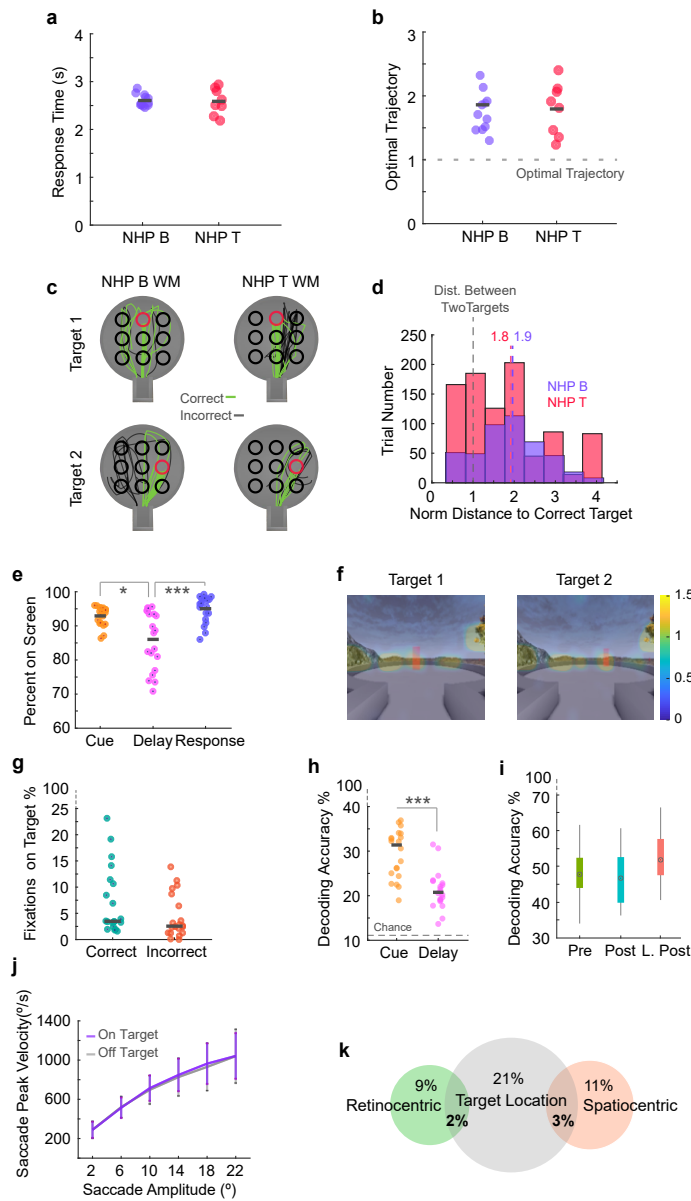 a
Response Time (s)
4
3
2
1
0
NHP B
NHP T
b
Optimal Trajectory
3
2
1
0
Optimal Trajectory
NHP B
NHP T
c
NHP B WM
NHP T WM
Target 1
Correct
Incorrect
Target 2
d
Dist. Between
TwoTargets
1.8
1.9
Trial Number
250
200
150
100
50
0
NHP B
NHP T
0
1
2
3
4
Norm Distance to Correct Target
e
*
***
Percent on Screen
100
90
80
70
60
Cue
Delay
Response
f
Target 1
Target 2
1.5
1
0.5
0
g
Fixations on Target %
100
25
20
15
10
5
0
Correct
Incorrect
h
***
Decoding Accuracy %
100
40
30
20
10
Chance
Cue
Delay
i
Decoding Accuracy %
100
70
60
50
40
30
Pre
Post
L. Post
j
Saccade Peak Velocity(º/s)
1400
1000
600
200
On Target
Off Target
2
6
10
14
18
22
Saccade Amplitude (º)
k
9%
Retinocentric
21%
Target Location
11%
Spatiocentric
2%
3%